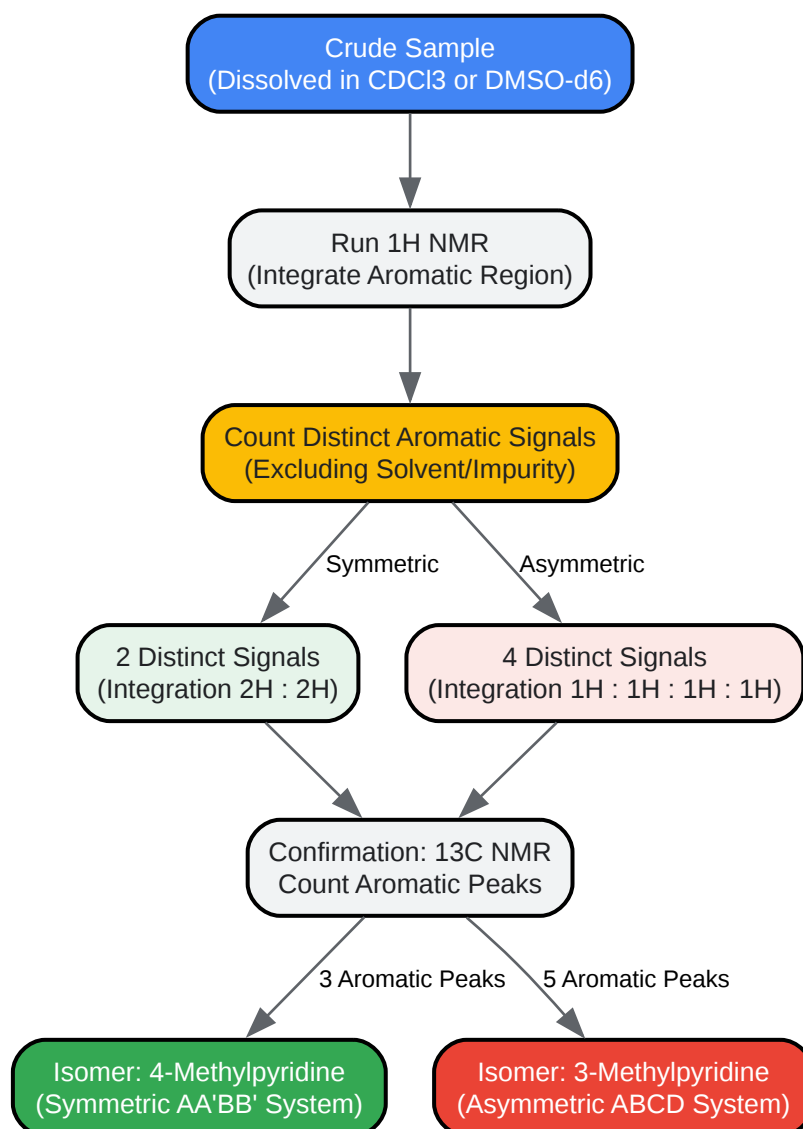 Crude Sample
(Dissolved in CDCl3 or DMSO-d6)
Run 1H NMR
(Integrate Aromatic Region)
Count Distinct Aromatic Signals
(Excluding Solvent/Impurity)
Symmetric
Asymmetric
2 Distinct Signals
(Integration 2H : 2H)
4 Distinct Signals
(Integration 1H : 1H : 1H : 1H)
Confirmation: 13C NMR
Count Aromatic Peaks
3 Aromatic Peaks
5 Aromatic Peaks
Isomer: 4-Methylpyridine
(Symmetric AA'BB' System)
Isomer: 3-Methylpyridine
(Asymmetric ABCD System)